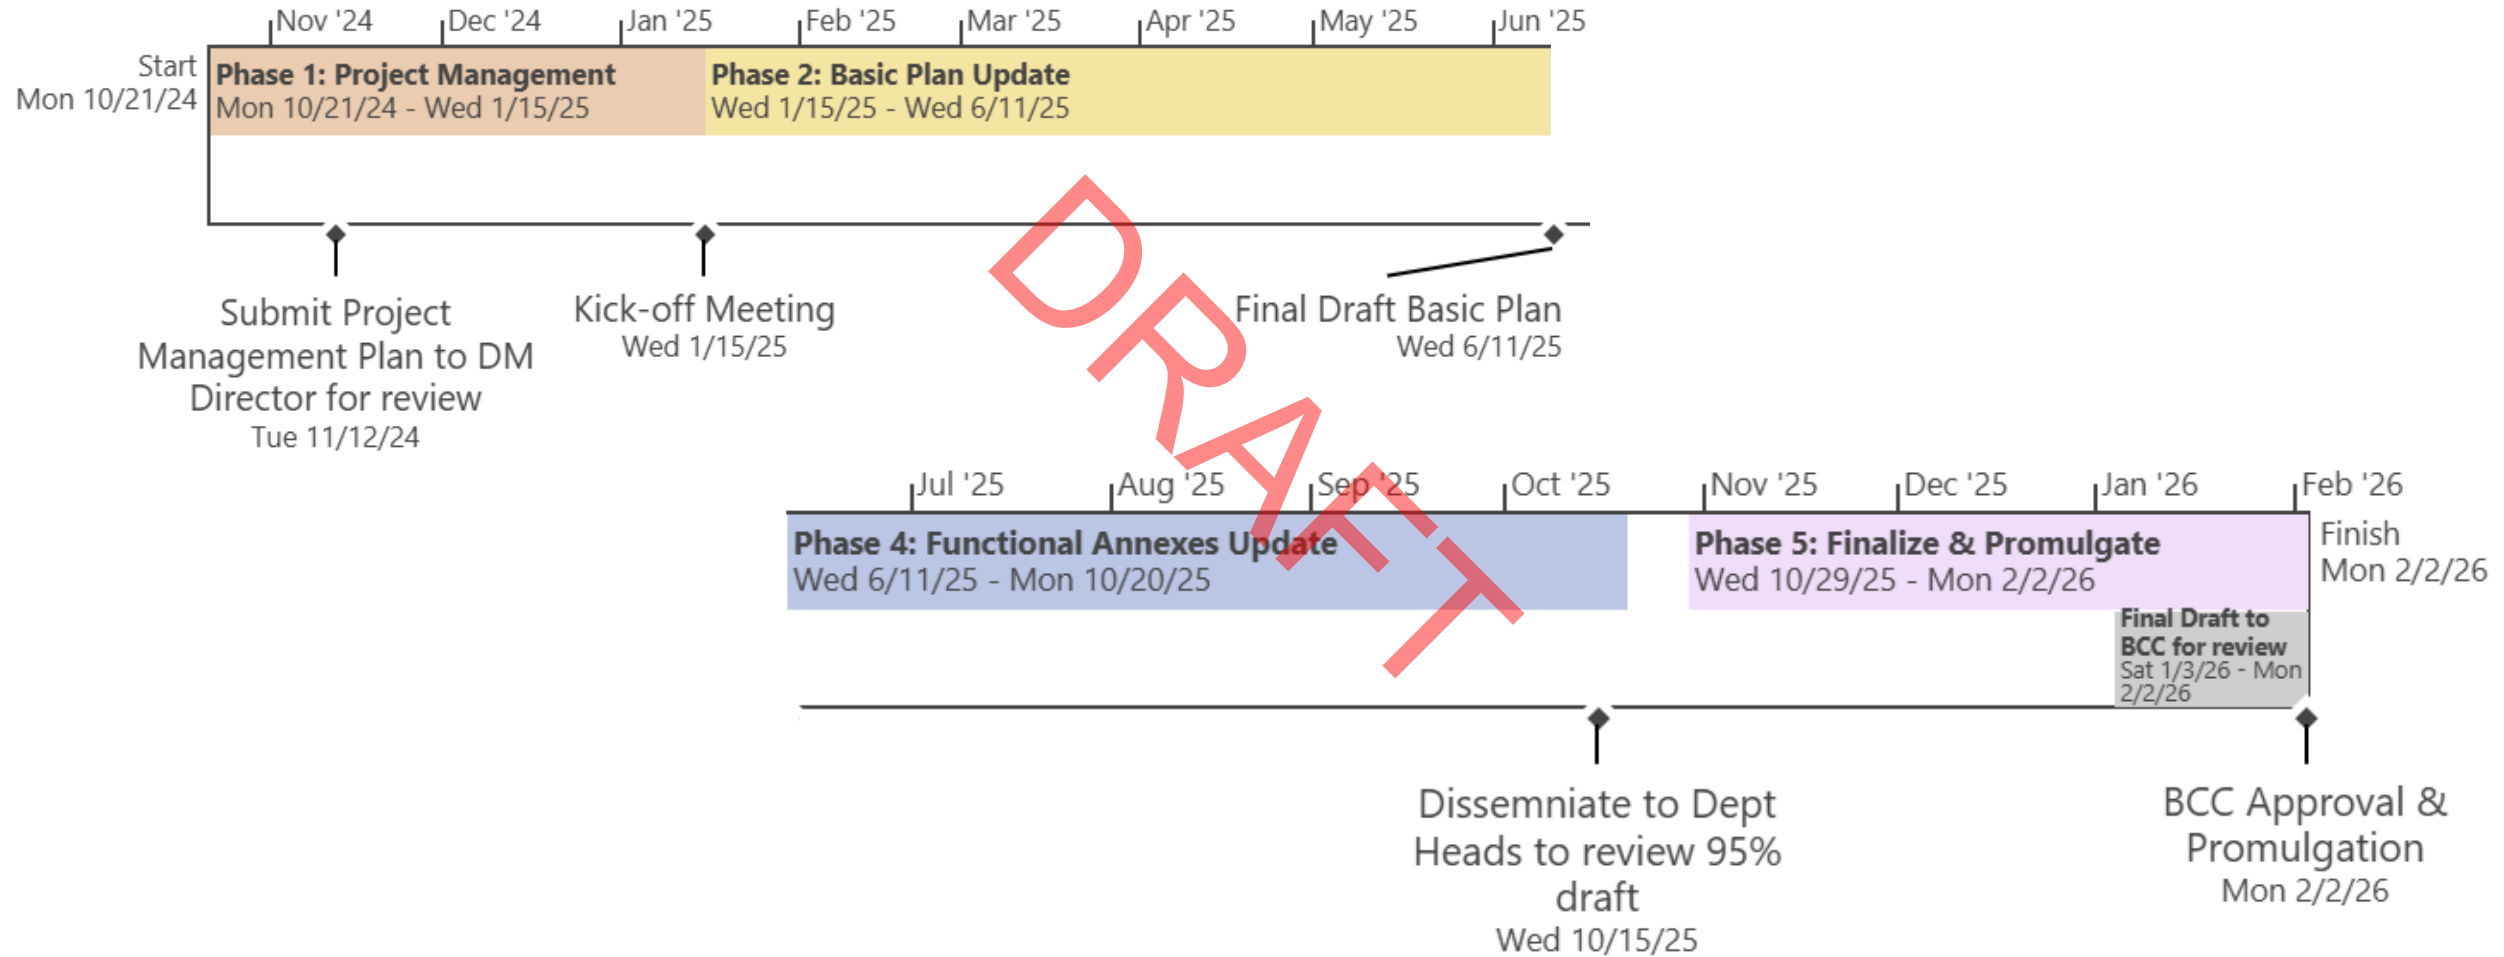 Nov '24 Dec '24 Jan '25 Feb '25 Mar '25 Apr '25 May '25 Jun '25
Start
Mon 10/21/24
Phase 1: Project Management
Mon 10/21/24 - Wed 1/15/25
Phase 2: Basic Plan Update
Wed 1/15/25 - Wed 6/11/25
Submit Project
Management Plan to DM
Director for review
Tue 11/12/24
Kick-off Meeting
Wed 1/15/25
Final Draft Basic Plan
Wed 6/11/25
DRAFT
Jul '25 Aug '25 Sep '25 Oct '25 Nov '25 Dec '25 Jan '26 Feb '26
Phase 4: Functional Annexes Update
Wed 6/11/25 - Mon 10/20/25
Phase 5: Finalize & Promulgate
Wed 10/29/25 - Mon 2/2/26
Finish
Mon 2/2/26
Final Draft to
BCC for review
Sat 1/3/26 - Mon
2/2/26
Dissemniate to Dept
Heads to review 95%
draft
Wed 10/15/25
BCC Approval &
Promulgation
Mon 2/2/26